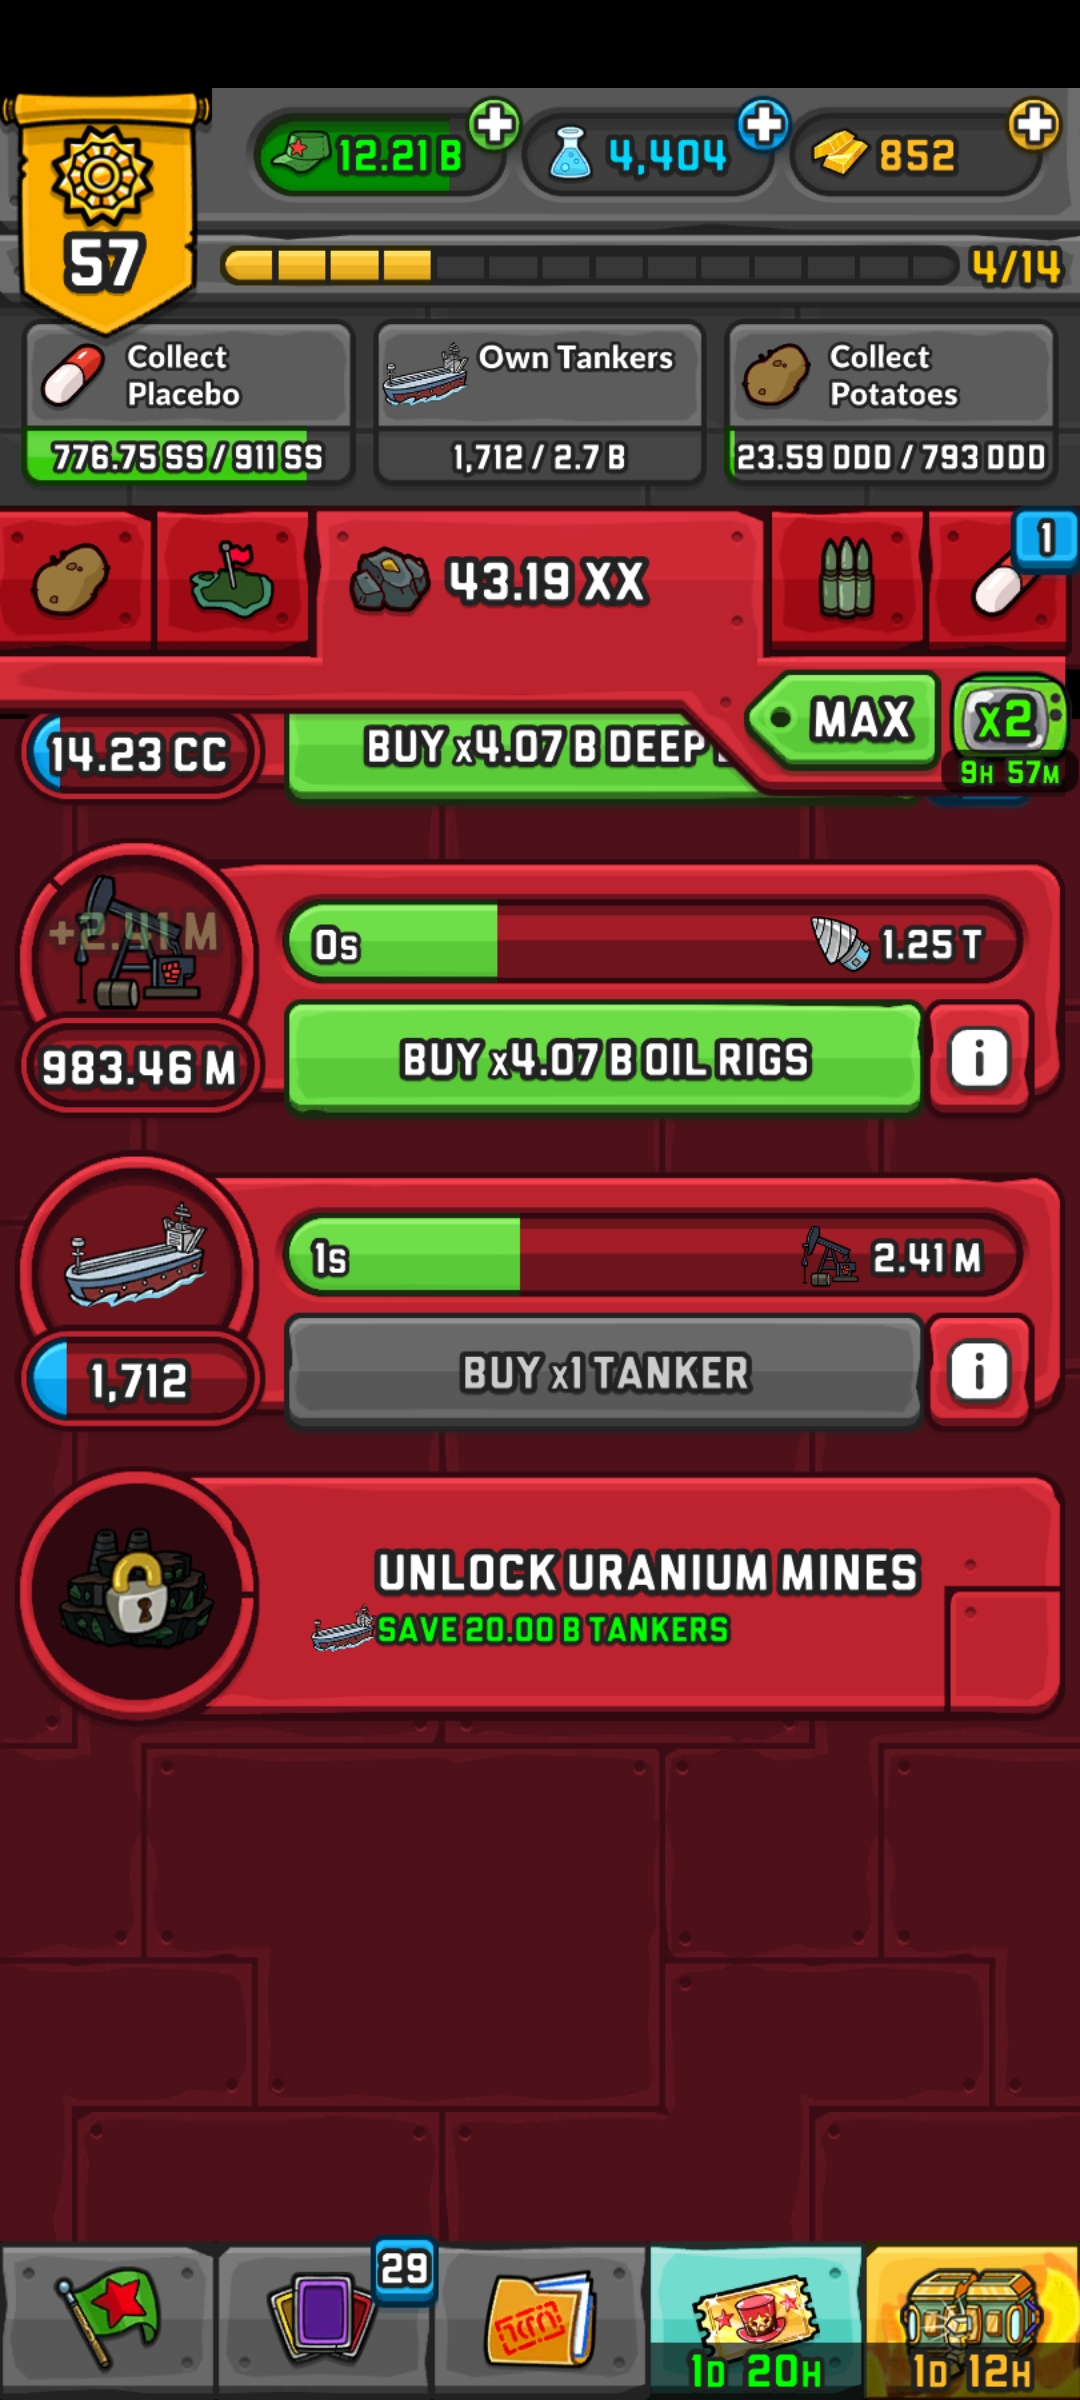 12.21 B
4,404
852
57
4/14
Collect
Placebo
776.75 SS / 911 SS
Own Tankers
1,712 / 2.7 B
Collect
Potatoes
23.59 DDD / 793 DDD
43.19 XX
1
MAX
x2
9H 57M
14.23 CC
BUY x4.07 B DEEP
+2.41 M
0s
1.25 T
983.46 M
BUY x4.07 B OIL RIGS
i
1s
2.41 M
1,712
BUY x1 TANKER
i
UNLOCK URANIUM MINES
SAVE 20.00 B TANKERS
29
1D 20H
1D 12H